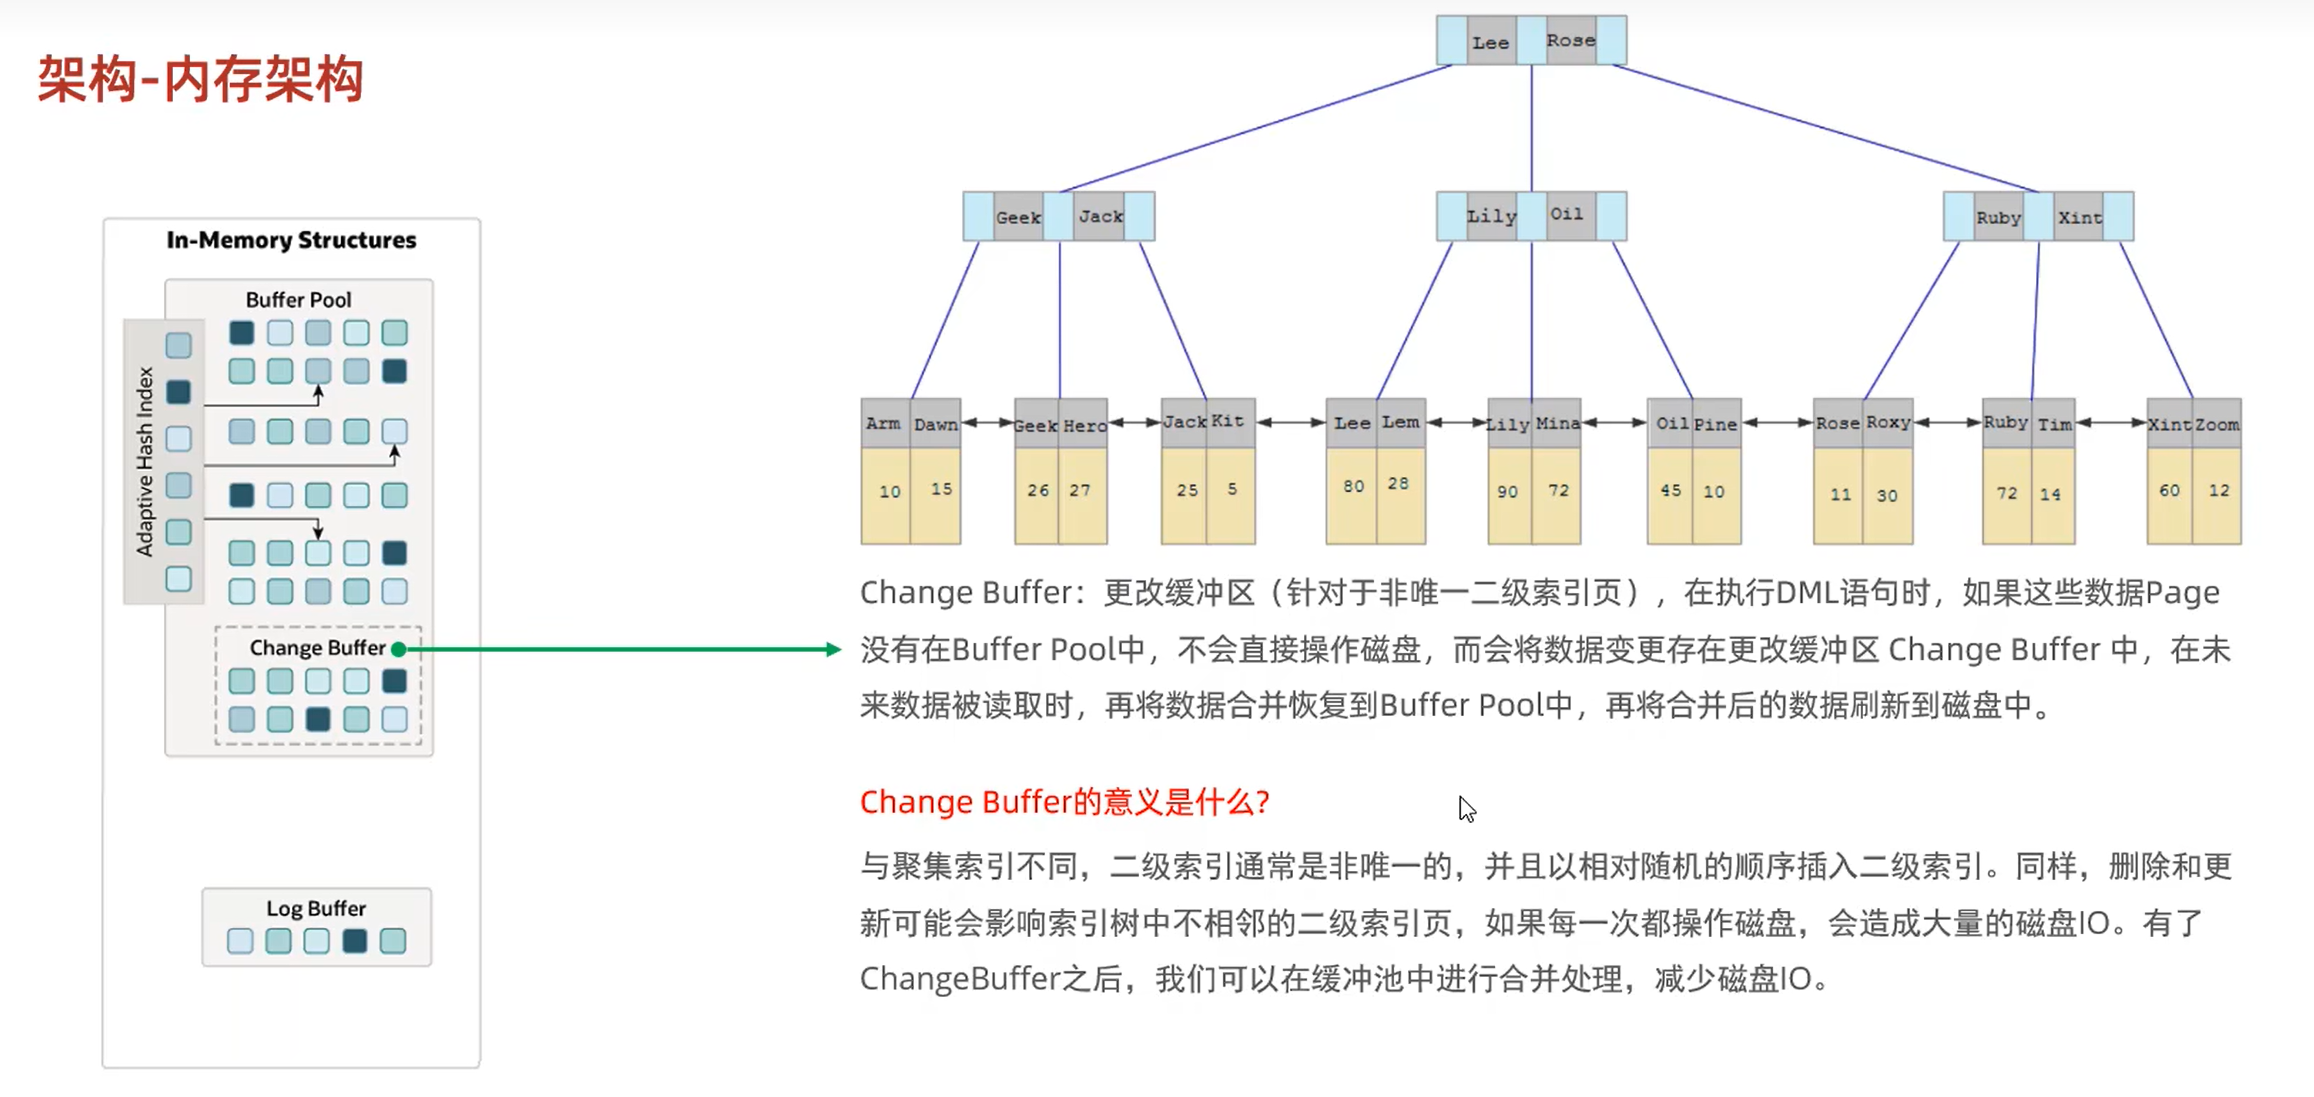 架构-内存架构
In-Memory Structures
Buffer Pool
Adaptive Hash Index
Change Buffer
Log Buffer
Lee Rose
Geek Jack
Lily Oil
Ruby Xint
Arm Dawn Geek Hero Jack Kit Lee Lem Lily Mina Oil Pine Rose Roxy Ruby Tim Xint Zoom
10 15 26 27 25 5 80 28 90 72 45 10 11 30 72 14 60 12
Change Buffer：更改缓冲区（针对于非唯一二级索引页），在执行DML语句时，如果这些数据Page
没有在Buffer Pool中，不会直接操作磁盘，而会将数据变更存在更改缓冲区 Change Buffer 中，在未
来数据被读取时，再将数据合并恢复到Buffer Pool中，再将合并后的数据刷新到磁盘中。
Change Buffer的意义是什么?
与聚集索引不同，二级索引通常是非唯一的，并且以相对随机的顺序插入二级索引。同样，删除和更
新可能会影响索引树中不相邻的二级索引页，如果每一次都操作磁盘，会造成大量的磁盘IO。有了
ChangeBuffer之后，我们可以在缓冲池中进行合并处理，减少磁盘IO。